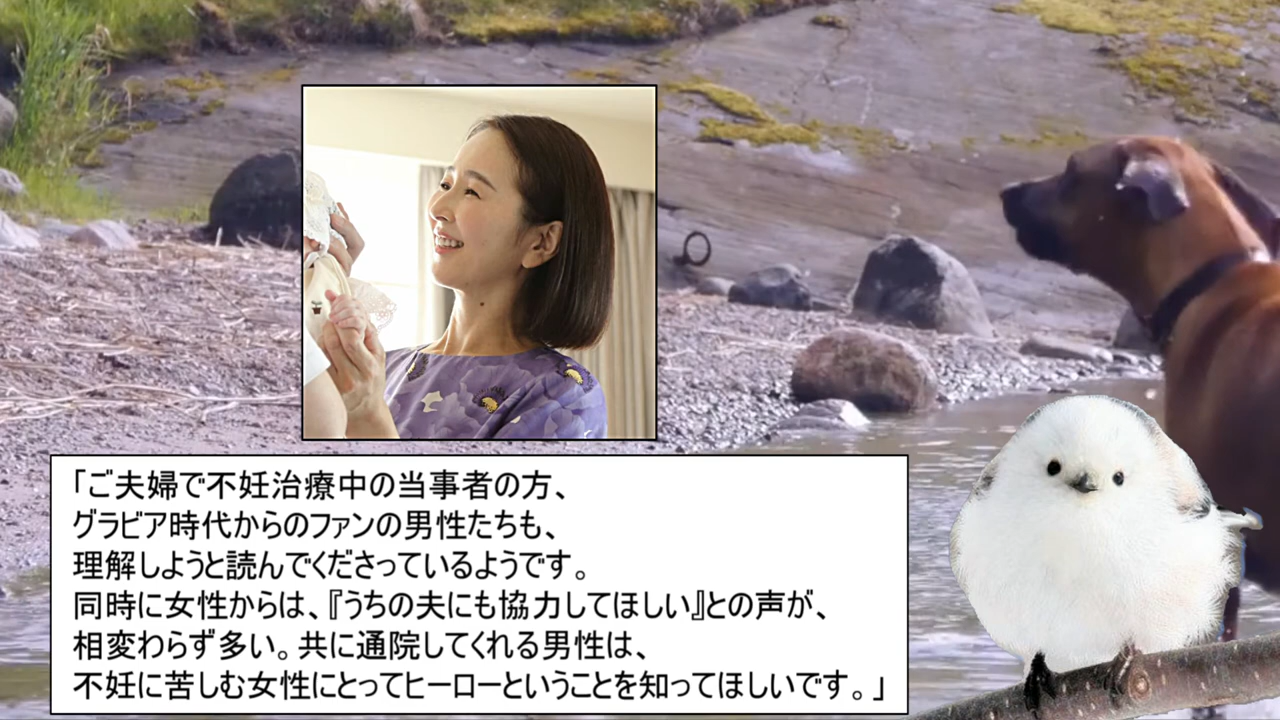 「ご夫婦で不妊治療中の当事者の方、
グラビア時代からのファンの男性たちも、
理解しようと読んでくださっているようです。
同時に女性からは、『うちの夫にも協力してほしい』との声が、
相変わらず多い。共に通院してくれる男性は、
不妊に苦しむ女性にとってヒーローということを知ってほしいです。」